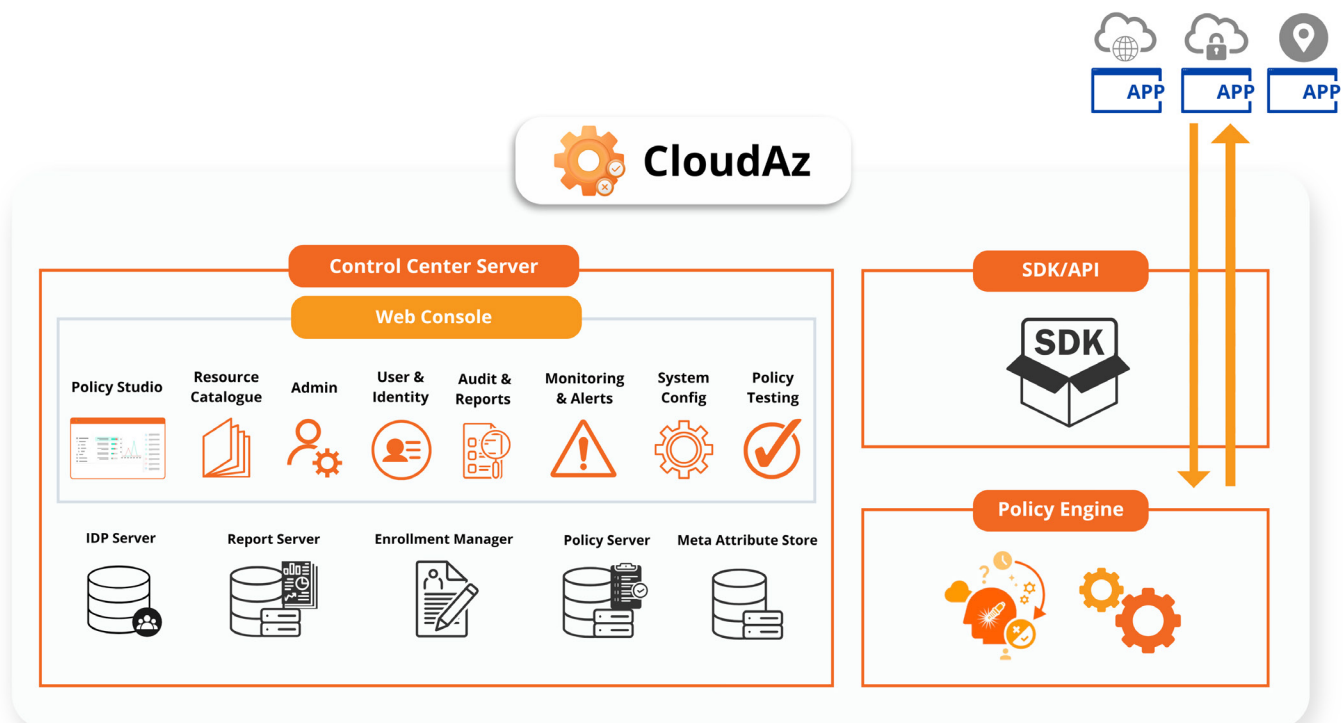 APP
APP
APP
CloudAz
Control Center Server
Web Console
Policy Studio
Resource
Catalogue
Admin
User &
Identity
Audit &
Reports
Monitoring
& Alerts
System
Config
Policy
Testing
IDP Server
Report Server
Enrollment Manager
Policy Server
Meta Attribute Store
SDK/API
SDK
Policy Engine
?